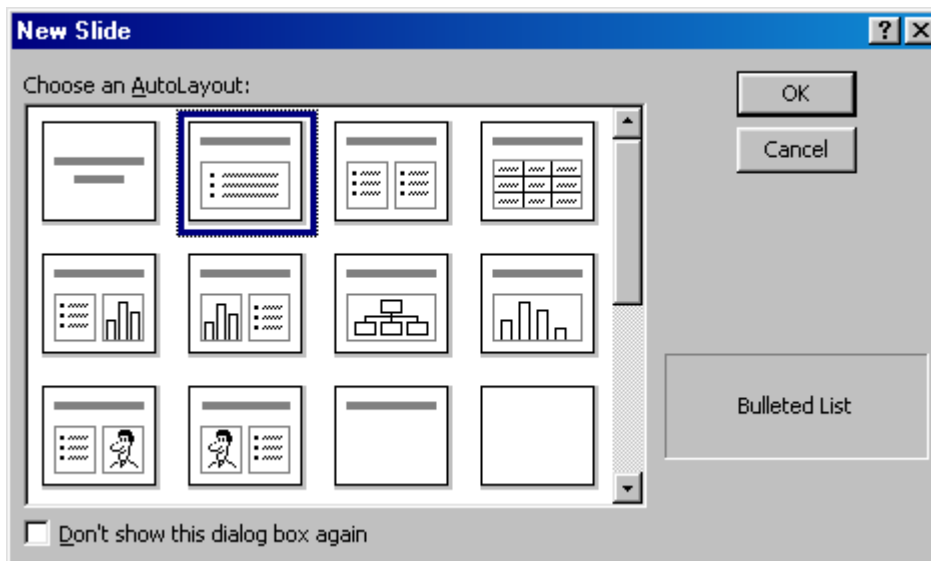 New Slide
Choose an AutoLayout:
OK
Cancel
Bulleted List
Don't show this dialog box again